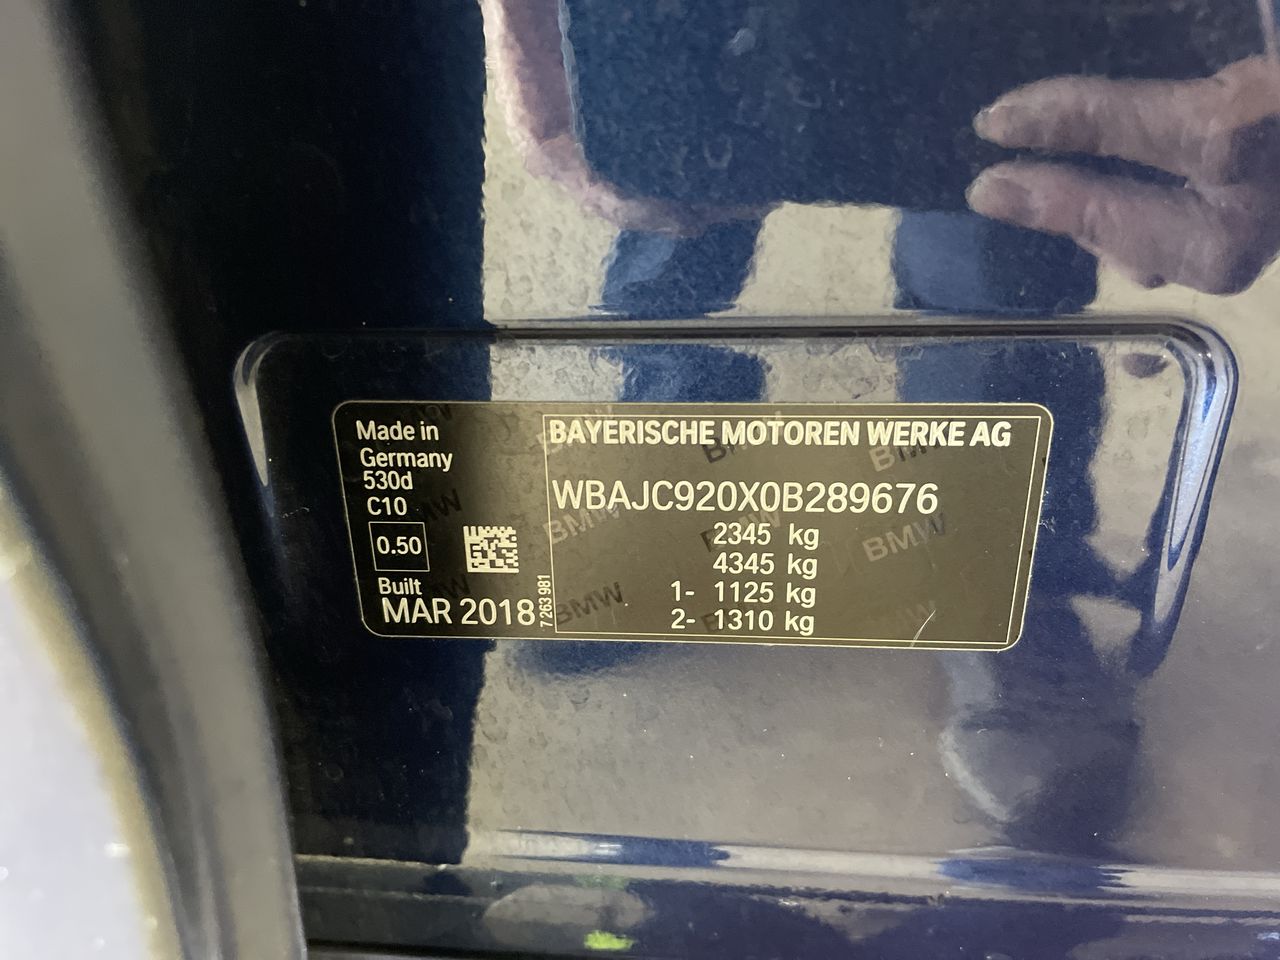 Made in
Germany
530d
C10
0.50
Built
MAR 2018
7 263 981
BAYERISCHE MOTOREN WERKE AG
WBAJC920X0B289676
2345 kg
4345 kg
1- 1125 kg
2- 1310 kg